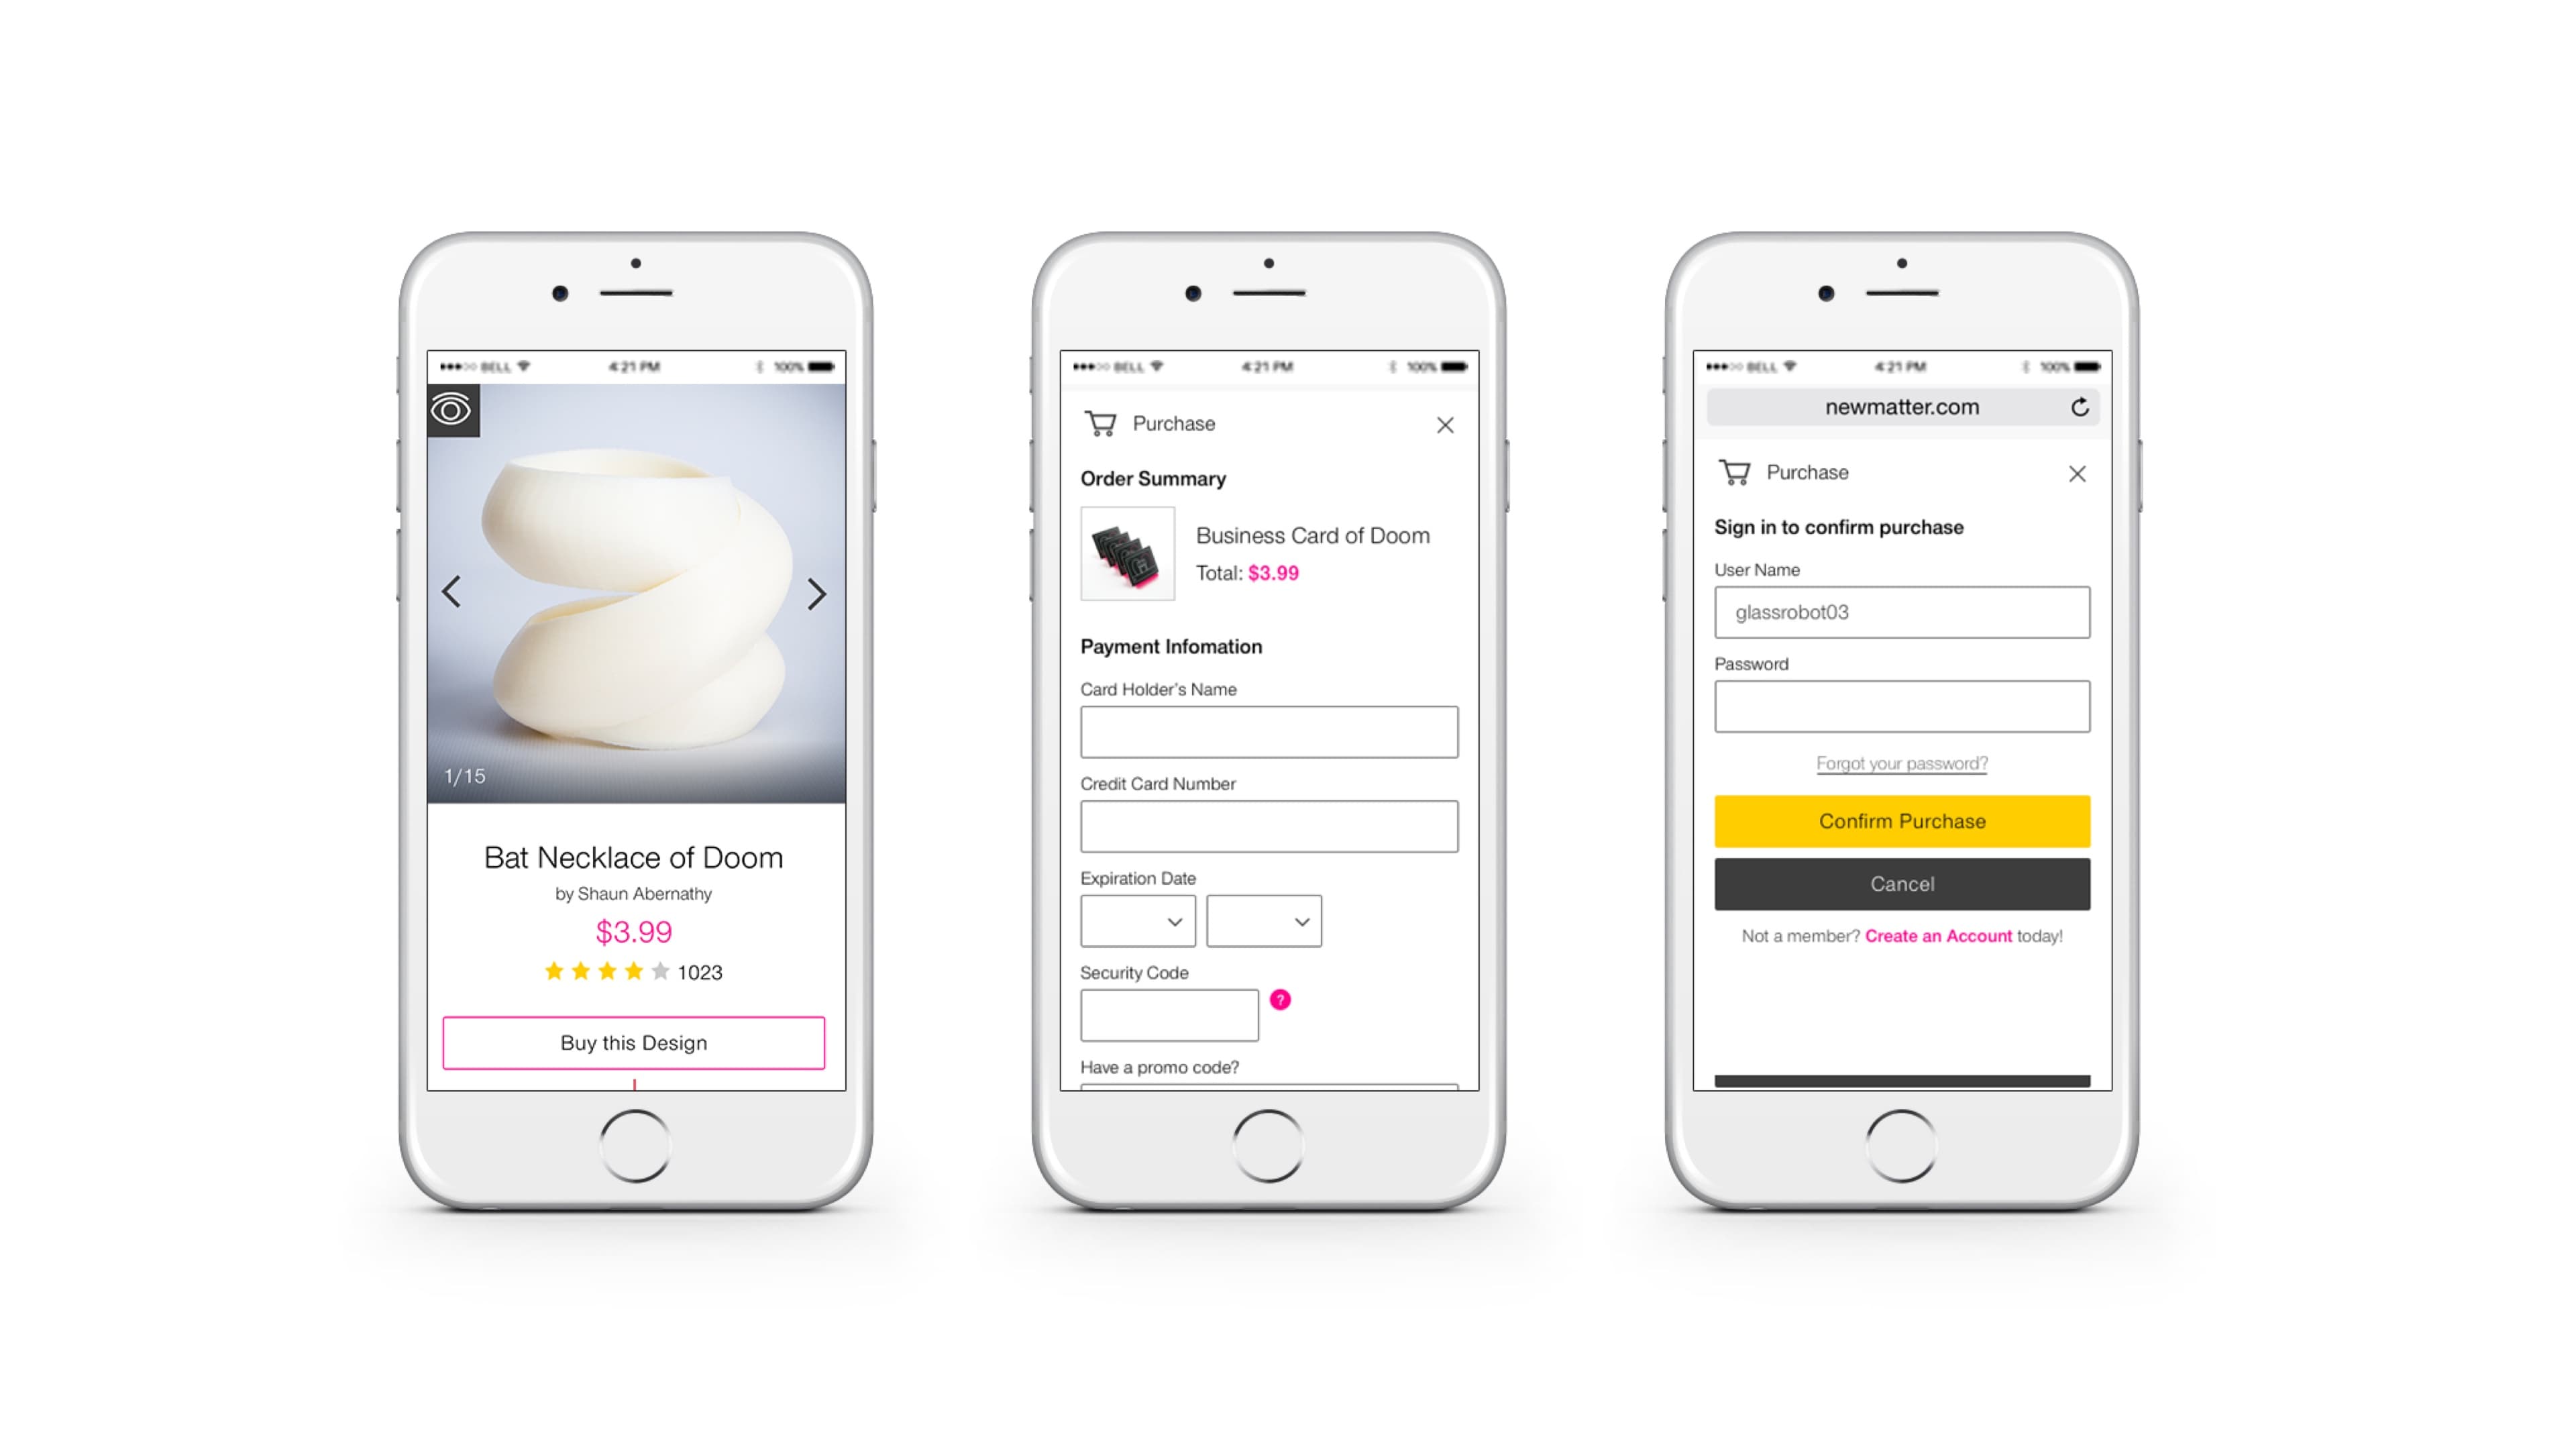 BELL 4:21 PM 100%
1/15
Bat Necklace of Doom
by Shaun Abernathy
$3.99
1023
Buy this Design
BELL 4:21 PM 100%
Purchase
Order Summary
Business Card of Doom
Total: $3.99
Payment Infomation
Card Holder's Name
Credit Card Number
Expiration Date
Security Code
?
Have a promo code?
BELL 4:21 PM 100%
newmatter.com
Purchase
Sign in to confirm purchase
User Name
glassrobot03
Password
Forgot your password?
Confirm Purchase
Cancel
Not a member? Create an Account today!